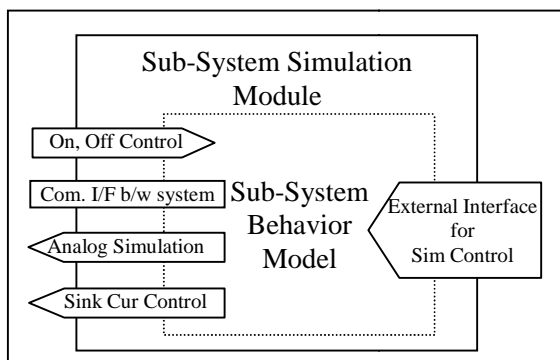 Sub-System Simulation
Module
On, Off Control
Com. I/F b/w system
Analog Simulation
Sink Cur Control
Sub-System
Behavior
Model
External Interface
for
Sim Control